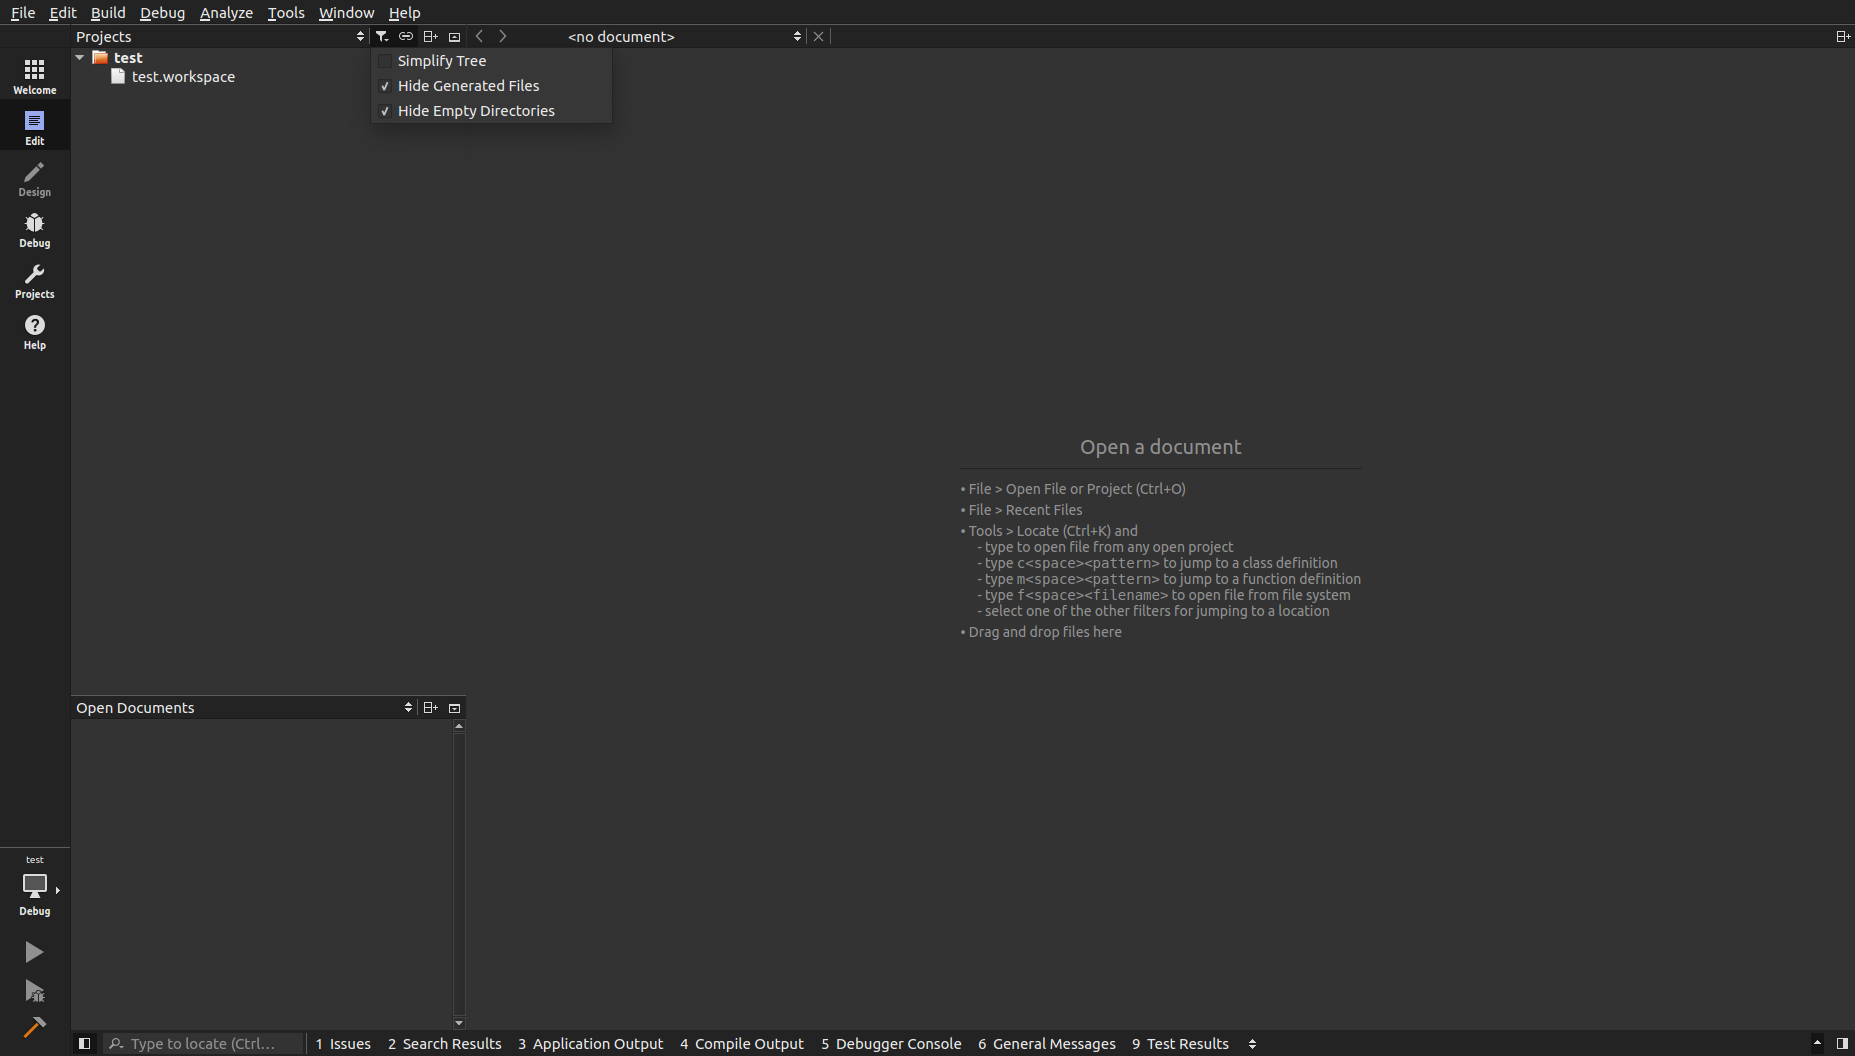 File Edit Build Debug Analyze Tools Window Help
Projects
<no document>
Simplify Tree
Hide Generated Files
Hide Empty Directories
test
test.workspace
Welcome
Edit
Design
Debug
Projects
Help
Open a document
• File > Open File or Project (Ctrl+O)
• File > Recent Files
• Tools > Locate (Ctrl+K) and
- type to open file from any open project
- type c<space><pattern> to jump to a class definition
- type m<space><pattern> to jump to a function definition
- type f<space><filename> to open file from file system
- select one of the other filters for jumping to a location
• Drag and drop files here
Open Documents
test
Debug
Type to locate (Ctrl...
1 Issues 2 Search Results 3 Application Output 4 Compile Output 5 Debugger Console 6 General Messages 9 Test Results